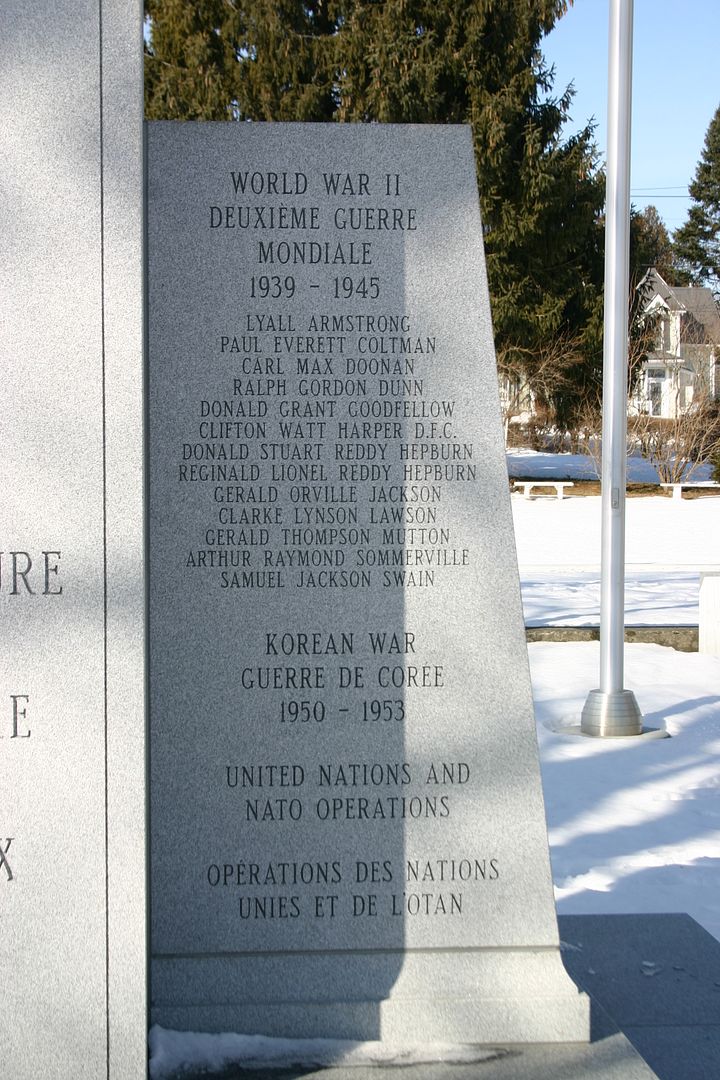 WORLD WAR II
DEUXIÈME GUERRE
MONDIALE
1939 - 1945
LYALL ARMSTRONG
PAUL EVERETT COLTMAN
CARL MAX DOONAN
RALPH GORDON DUNN
DONALD GRANT GOODFELLOW
CLIFTON WATT HARPER D.F.C.
DONALD STUART REDDY HEPBURN
REGINALD LIONEL REDDY HEPBURN
GERALD ORVILLE JACKSON
CLARKE LYNSON LAWSON
GERALD THOMPSON MUTTON
ARTHUR RAYMOND SOMMERVILLE
SAMUEL JACKSON SWAIN
KOREAN WAR
GUERRE DE CORÉE
1950 - 1953
UNITED NATIONS AND
NATO OPERATIONS
OPÉRATIONS DES NATIONS
UNIES ET DE L'OTAN